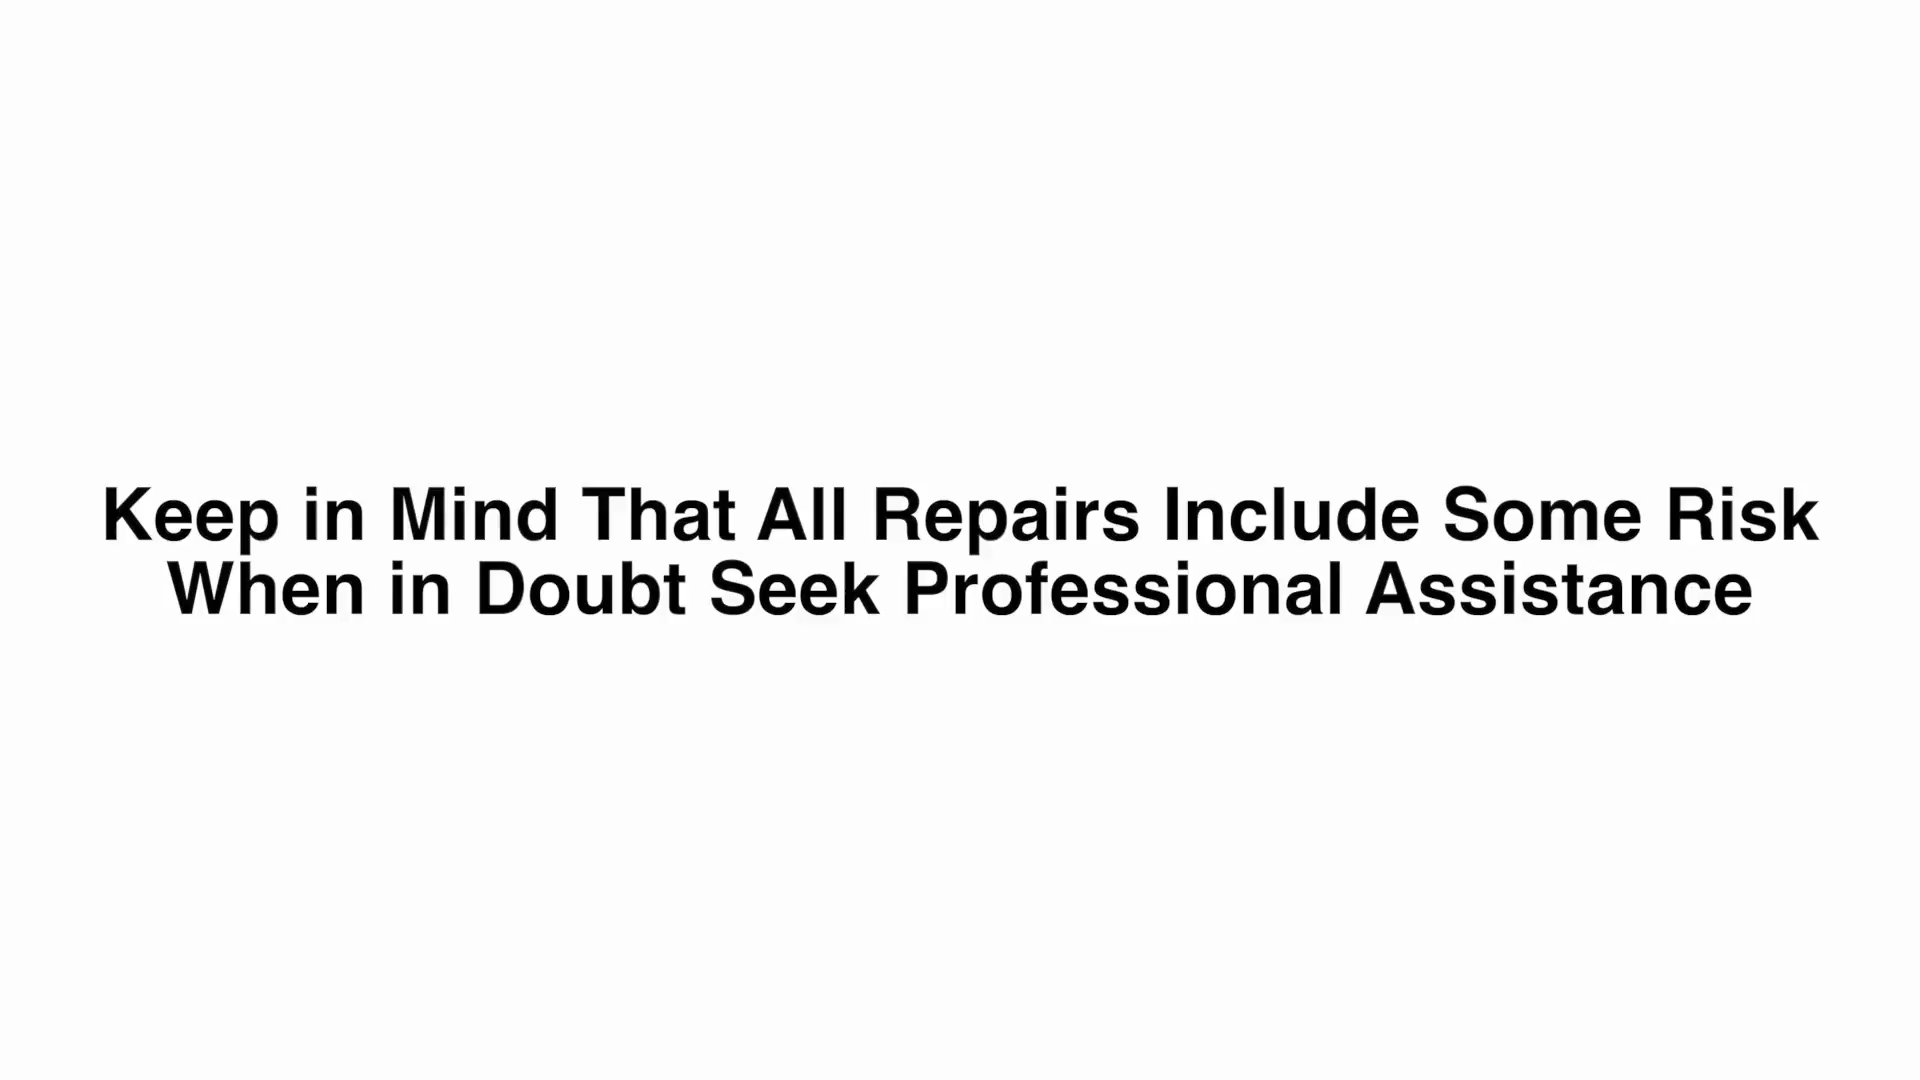 Keep in Mind That All Repairs Include Some Risk
When in Doubt Seek Professional Assistance